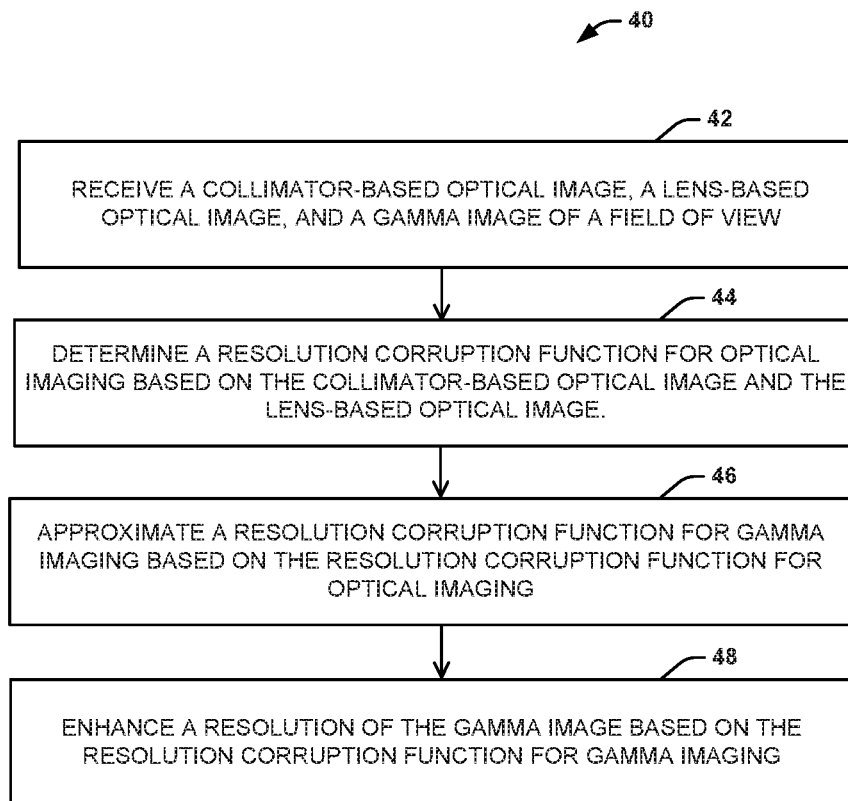 40
42
RECEIVE A COLLIMATOR-BASED OPTICAL IMAGE, A LENS-BASED
OPTICAL IMAGE, AND A GAMMA IMAGE OF A FIELD OF VIEW
44
DETERMINE A RESOLUTION CORRUPTION FUNCTION FOR OPTICAL
IMAGING BASED ON THE COLLIMATOR-BASED OPTICAL IMAGE AND THE
LENS-BASED OPTICAL IMAGE.
46
APPROXIMATE A RESOLUTION CORRUPTION FUNCTION FOR GAMMA
IMAGING BASED ON THE RESOLUTION CORRUPTION FUNCTION FOR
OPTICAL IMAGING
48
ENHANCE A RESOLUTION OF THE GAMMA IMAGE BASED ON THE
RESOLUTION CORRUPTION FUNCTION FOR GAMMA IMAGING